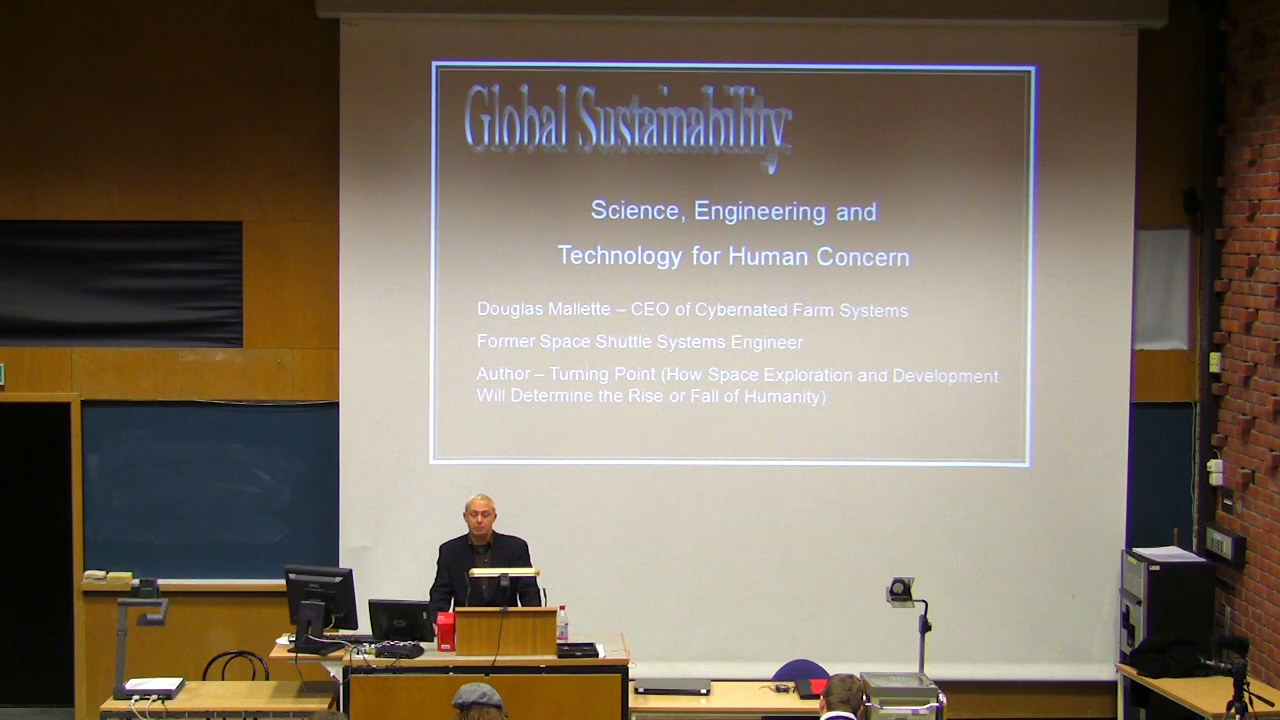 Global Sustainability
Science, Engineering and
Technology for Human Concern
Douglas Mallette – CEO of Cybernated Farm Systems
Former Space Shuttle Systems Engineer
Author – Turning Point (How Space Exploration and Development
Will Determine the Rise or Fall of Humanity)